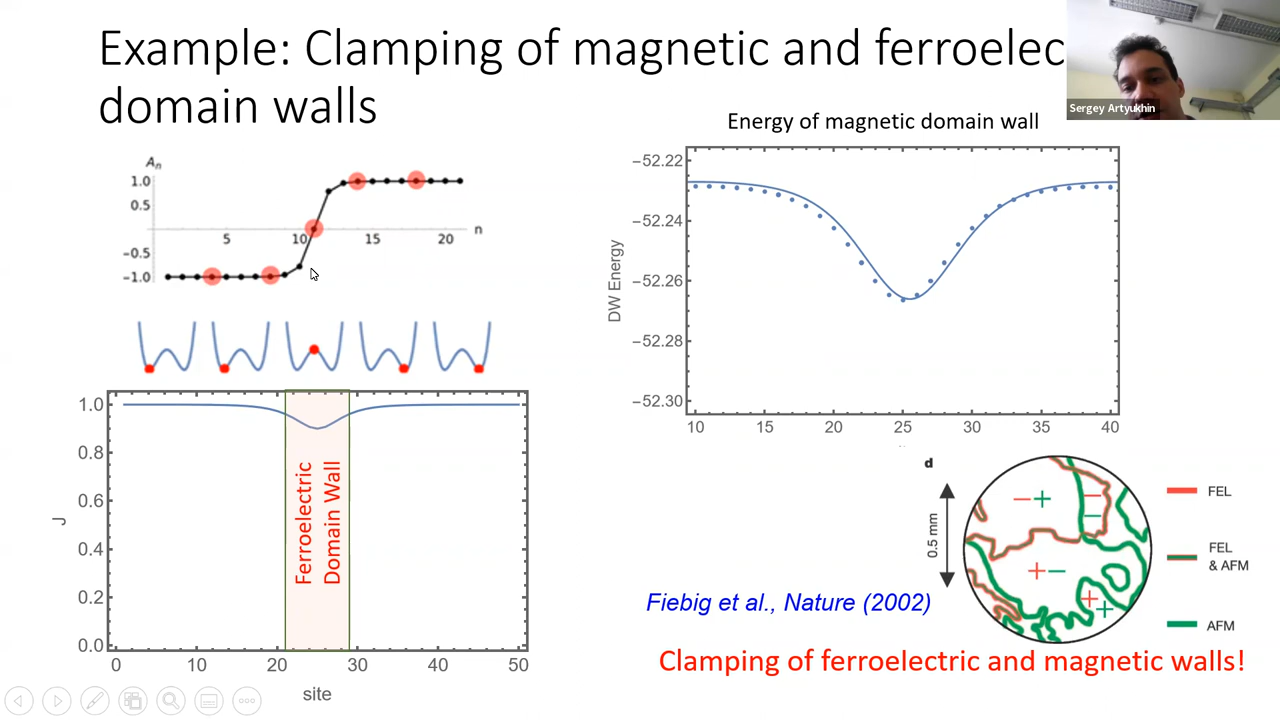 Example: Clamping of magnetic and ferroelec
domain walls
Sergey Artyukhin
Energy of magnetic domain wall
A_n
1.0
0.5
−0.5
−1.0
5 10 15 20
n
−52.22
−52.24
−52.26
−52.28
−52.30
DW Energy
10 15 20 25 30 35 40
1.0
0.8
0.6
0.4
0.2
0.0
J
Ferroelectric
Domain Wall
0 10 20 30 40 50
site
d
0.5 mm
− +
−
−
+ −
+
+
FEL
FEL
& AFM
AFM
Fiebig et al., Nature (2002)
Clamping of ferroelectric and magnetic walls!